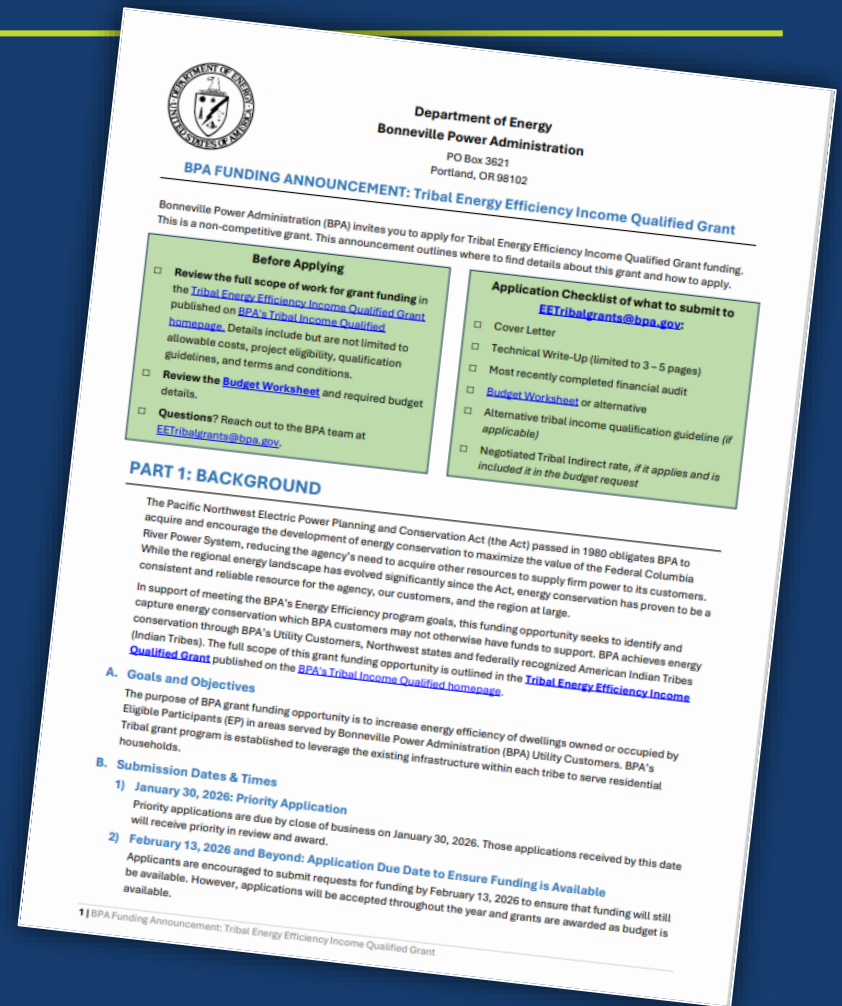 DEPARTMENT OF ENERGY
UNITED STATES OF AMERICA
Department of Energy
Bonneville Power Administration
PO Box 3621
Portland, OR 98102
BPA FUNDING ANNOUNCEMENT: Tribal Energy Efficiency Income Qualified Grant
Bonneville Power Administration (BPA) invites you to apply for Tribal Energy Efficiency Income Qualified Grant funding.
This is a non-competitive grant. This announcement outlines where to find details about this grant and how to apply.
Before Applying
☐ Review the full scope of work for grant funding in
the Tribal Energy Efficiency Income Qualified Grant
published on BPA's Tribal Income Qualified
homepage. Details include but are not limited to
allowable costs, project eligibility, qualification
guidelines, and terms and conditions.
☐ Review the Budget Worksheet and required budget
details.
☐ Questions? Reach out to the BPA team at
EETribalgrants@bpa.gov.
Application Checklist of what to submit to
EETribalgrants@bpa.gov:
☐ Cover Letter
☐ Technical Write-Up (limited to 3 – 5 pages)
☐ Most recently completed financial audit
☐ Budget Worksheet or alternative
☐ Alternative tribal income qualification guideline (if
applicable)
☐ Negotiated Tribal Indirect rate, if it applies and is
included it in the budget request
PART 1: BACKGROUND
The Pacific Northwest Electric Power Planning and Conservation Act (the Act) passed in 1980 obligates BPA to
acquire and encourage the development of energy conservation to maximize the value of the Federal Columbia
River Power System, reducing the agency's need to acquire other resources to supply firm power to its customers.
While the regional energy landscape has evolved significantly since the Act, energy conservation has proven to be a
consistent and reliable resource for the agency, our customers, and the region at large.
In support of meeting the BPA's Energy Efficiency program goals, this funding opportunity seeks to identify and
capture energy conservation which BPA customers may not otherwise have funds to support. BPA achieves energy
conservation through BPA's Utility Customers, Northwest states and federally recognized American Indian Tribes
(Indian Tribes). The full scope of this grant funding opportunity is outlined in the Tribal Energy Efficiency Income
Qualified Grant published on the BPA's Tribal Income Qualified homepage.
A. Goals and Objectives
The purpose of BPA grant funding opportunity is to increase energy efficiency of dwellings owned or occupied by
Eligible Participants (EP) in areas served by Bonneville Power Administration (BPA) Utility Customers. BPA's
Tribal grant program is established to leverage the existing infrastructure within each tribe to serve residential
households.
B. Submission Dates & Times
1) January 30, 2026: Priority Application
Priority applications are due by close of business on January 30, 2026. Those applications received by this date
will receive priority in review and award.
2) February 13, 2026 and Beyond: Application Due Date to Ensure Funding is Available
Applicants are encouraged to submit requests for funding by February 13, 2026 to ensure that funding will still
be available. However, applications will be accepted throughout the year and grants are awarded as budget is
available.
1 | BPA Funding Announcement: Tribal Energy Efficiency Income Qualified Grant